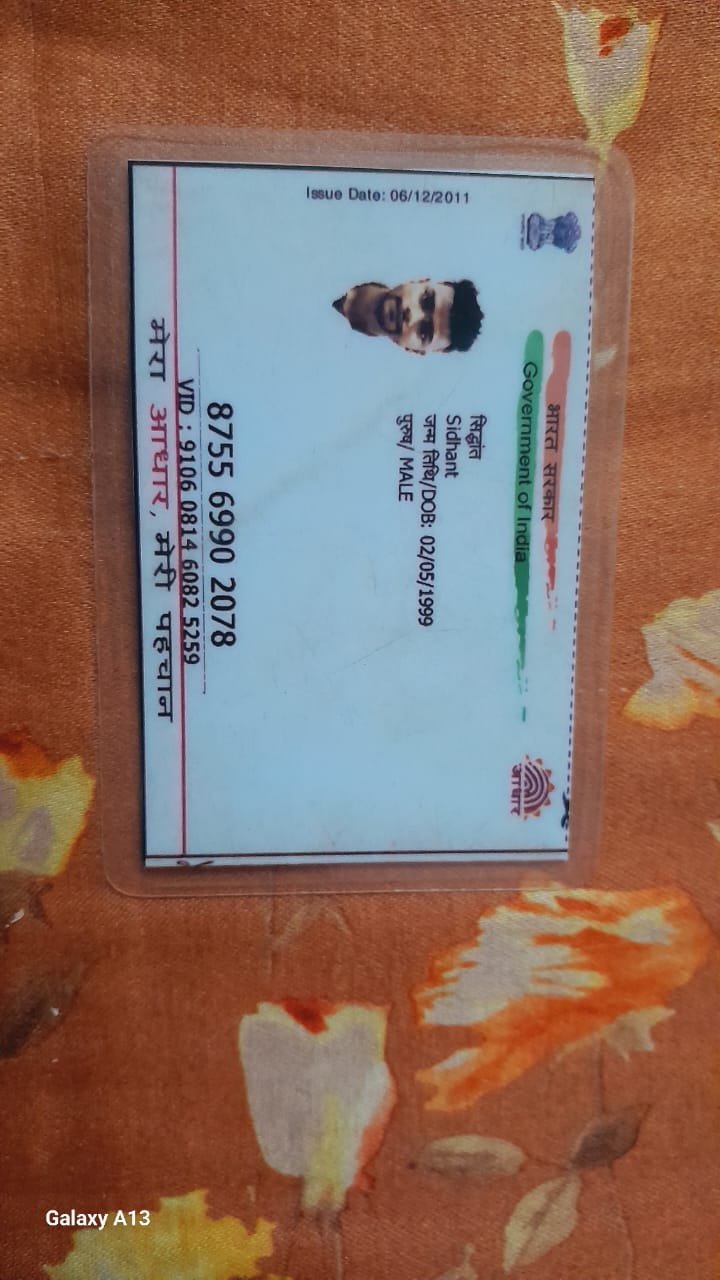 भारत सरकार
Government of India
Issue Date: 06/12/2011
सिद्धांत
Sidhant
जन्म तिथि/DOB: 02/05/1999
पुरुष/ MALE
आधार
8755 6990 2078
VID : 9106 0814 6082 5259
मेरा आधार, मेरी पहचान
Galaxy A13